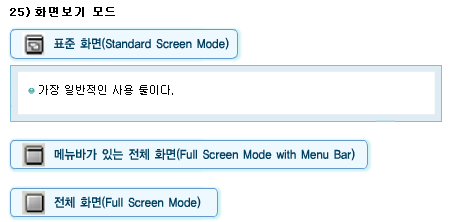 25) 화면보기 모드
표준 화면(Standard Screen Mode)
가장 일반적인 사용 툴이다.
메뉴바가 있는 전체 화면(Full Screen Mode with Menu Bar)
전체 화면(Full Screen Mode)